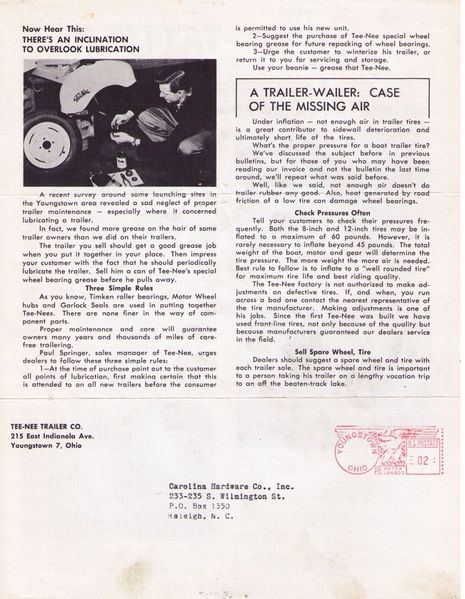 Now Hear This:
THERE'S AN INCLINATION
TO OVERLOOK LUBRICATION
A recent survey around some launching sites in
the Youngstown area revealed a sad neglect of proper
trailer maintenance — especially where it concerned
lubricating a trailer.
In fact, we found more grease on the hair of some
trailer owners than we did on their trailers.
The trailer you sell should get a good grease job
when you put it together in your place. Then impress
your customer with the fact that he should periodically
lubricate the trailer. Sell him a can of Tee-Nee's special
wheel bearing grease before he pulls away.
Three Simple Rules
As you know, Timken roller bearings, Motor Wheel
hubs and Garlock Seals are used in putting together
Tee-Nees. There are none finer in the way of com-
ponent parts.
Proper maintenance and care will guarantee
owners many years and thousands of miles of care-
free trailering.
Paul Springer, sales manager of Tee-Nee, urges
dealers to follow these three simple rules:
1—At the time of purchase point out to the customer
all points of lubrication, first making certain that this
is attended to on all new trailers before the consumer
is permitted to use his new unit.
2—Suggest the purchase of Tee-Nee special wheel
bearing grease for future repacking of wheel bearings.
3—Urge the customer to winterize his trailer, or
return it to you for servicing and storage.
Use your beanie — grease that Tee-Nee.
A TRAILER-WAILER: CASE
OF THE MISSING AIR
Under inflation — not enough air in trailer tires —
is a great contributor to sidewall deterioration and
ultimately short life of the tires.
What's the proper pressure for a boat trailer tire?
We've discussed the subject before in previous
bulletins, but for those of you who may have been
reading our invoice and not the bulletin the last time
around, we'll repeat what was said before.
Well, like we said, not enough air doesn't do
trailer rubber any good. Also, heat generated by road
friction of a low tire can damage wheel bearings.
Check Pressures Often
Tell your customers to check their pressures fre-
quently. Both the 8-inch and 12-inch tires may be in-
flated to a maximum of 60 pounds. However, it is
rarely necessary to inflate beyond 45 pounds. The total
weight of the boat, motor and gear will determine the
tire pressure. The more weight the more air is needed.
Best rule to follow is to inflate to a "well rounded tire"
for maximum tire life and best riding quality.
The Tee-Nee factory is not authorized to make ad-
justments on defective tires. If, and when, you run
across a bad one contact the nearest representative of
the tire manufacturer. Making adjustments is one of
his jobs. Since the first Tee-Nee was built we have
used front-line tires, not only because of the quality but
because manufacturers guarantee our dealers service
in the field.
Sell Spare Wheel, Tire
Dealers should suggest a spare wheel and tire with
each trailer sale. The spare wheel and tire is important
to a person taking his trailer on a lengthy vacation trip
to an off the beaten-track lake.
TEE-NEE TRAILER CO.
215 East Indianola Ave.
Youngstown 7, Ohio
YOUNGSTOWN
OHIO
02
Carolina Hardware Co., Inc.
233-235 S. Wilmington St.
P.O. Box 1350
Raleigh, N. C.